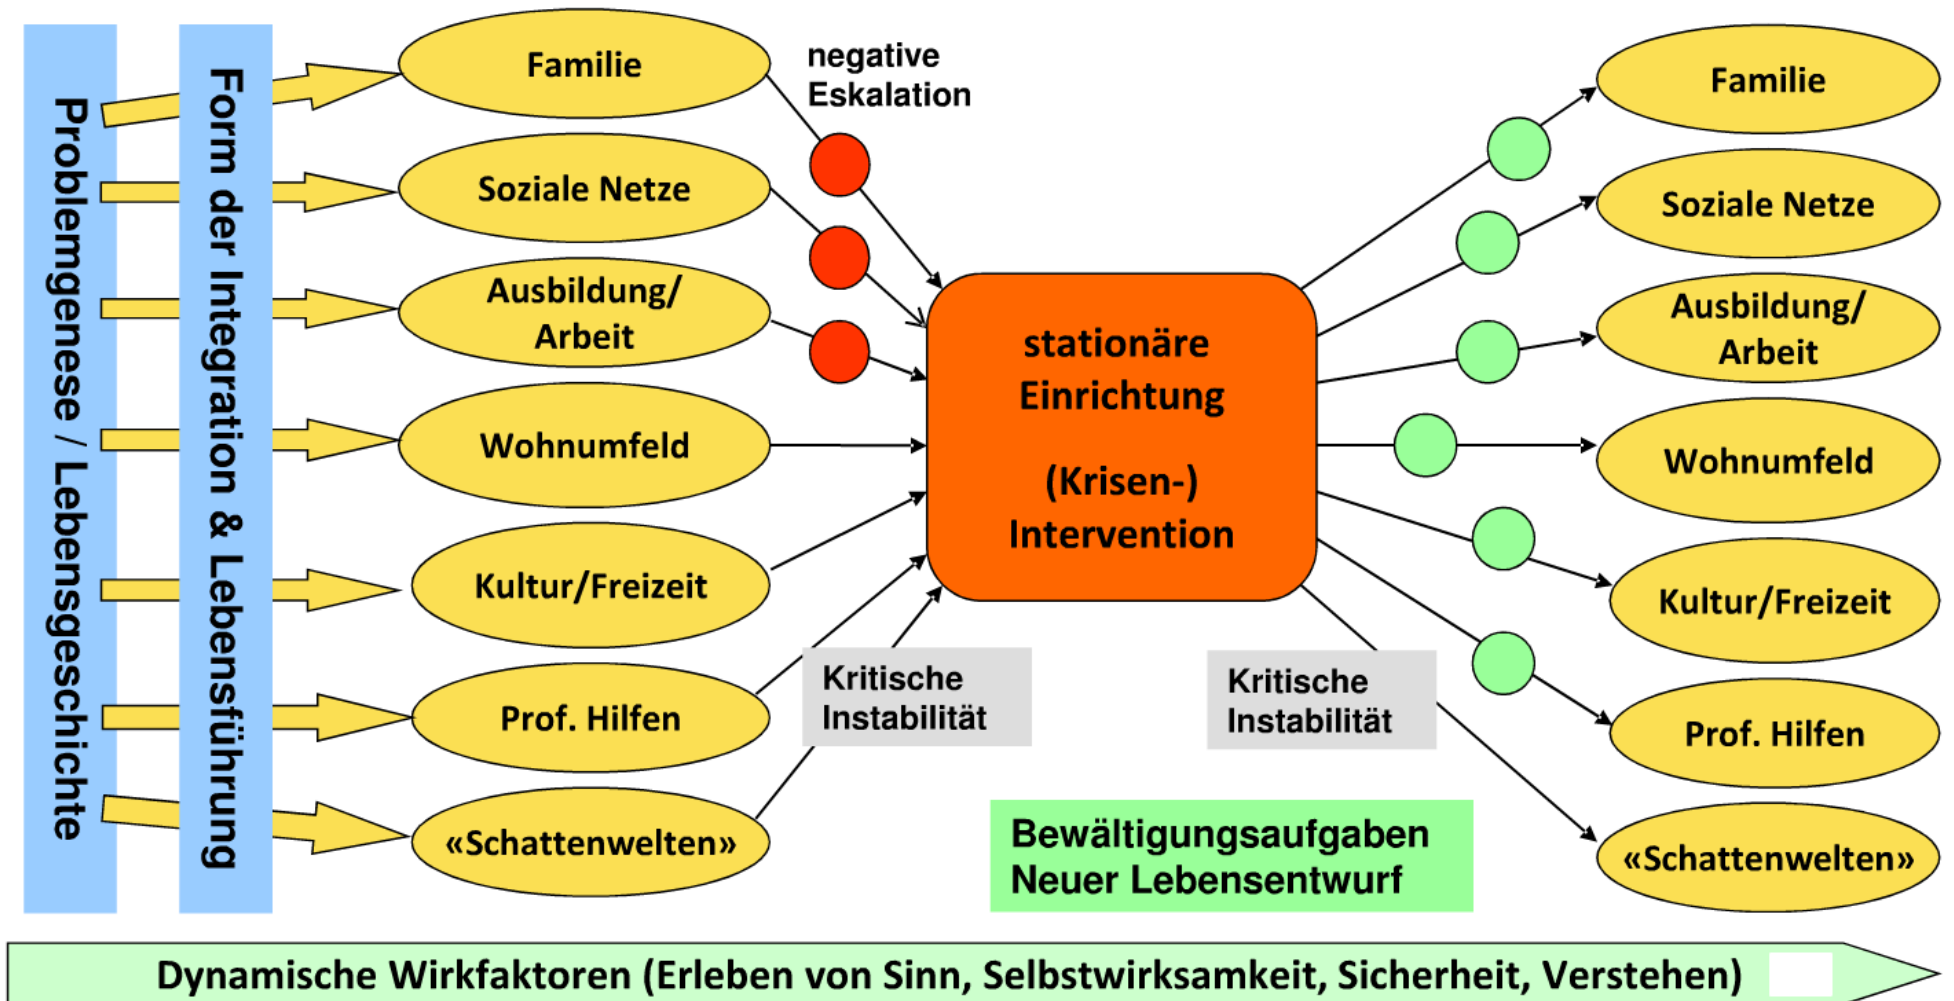 Problemgenese / Lebensgeschichte
Form der Integration & Lebensführung
Familie
Soziale Netze
Ausbildung/
Arbeit
Wohnumfeld
Kultur/Freizeit
Prof. Hilfen
«Schattenwelten»
negative
Eskalation
stationäre
Einrichtung
(Krisen-)
Intervention
Kritische
Instabilität
Kritische
Instabilität
Bewältigungsaufgaben
Neuer Lebensentwurf
Familie
Soziale Netze
Ausbildung/
Arbeit
Wohnumfeld
Kultur/Freizeit
Prof. Hilfen
«Schattenwelten»
Dynamische Wirkfaktoren (Erleben von Sinn, Selbstwirksamkeit, Sicherheit, Verstehen)